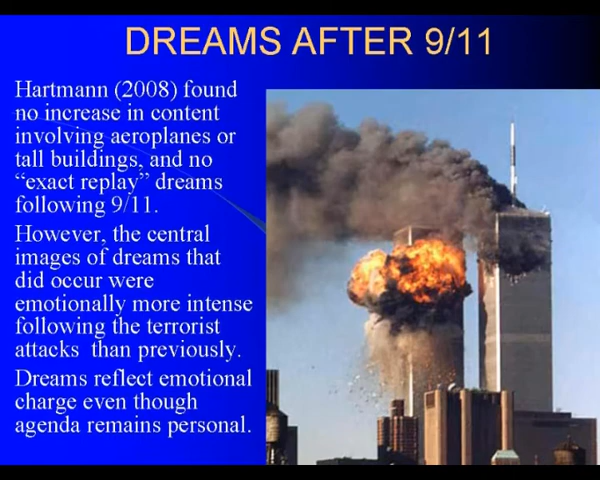 DREAMS AFTER 9/11
Hartmann (2008) found
no increase in content
involving aeroplanes or
tall buildings, and no
“exact replay” dreams
following 9/11.
However, the central
images of dreams that
did occur were
emotionally more intense
following the terrorist
attacks  than previously.
Dreams reflect emotional
charge even though
agenda remains personal.